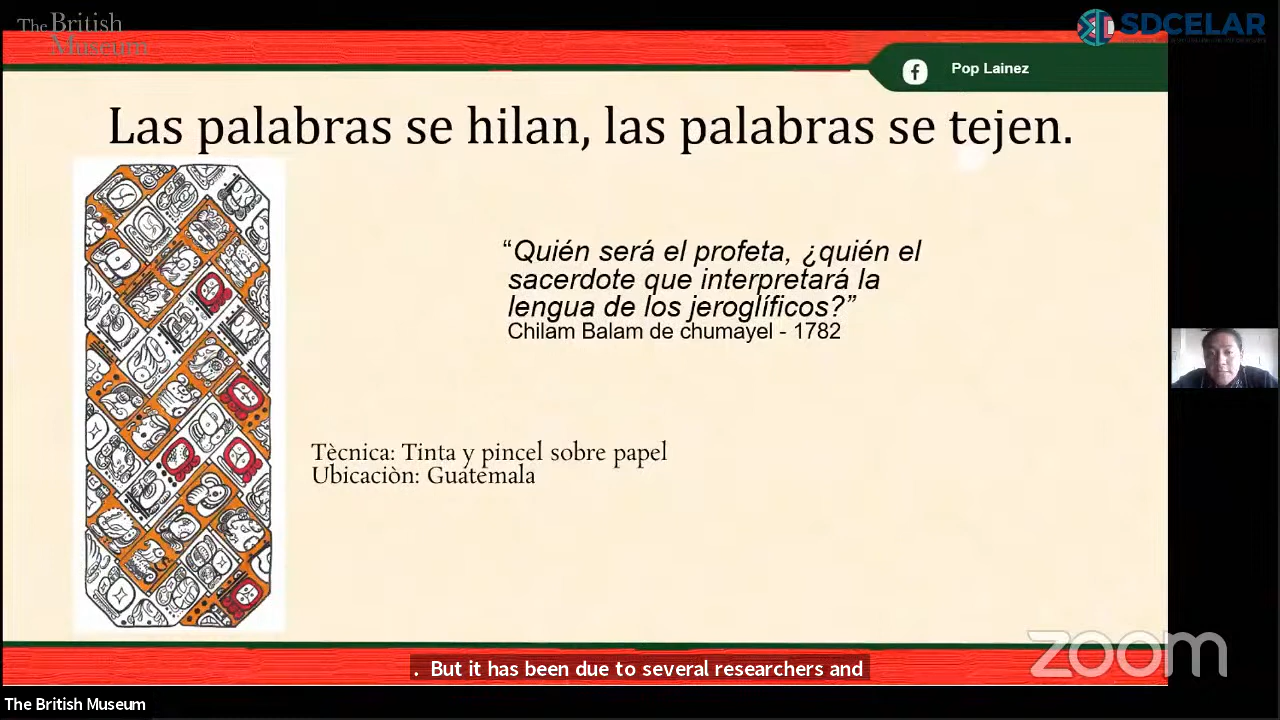 The British
Museum
SDCELAR
Pop Lainez
Las palabras se hilan, las palabras se tejen.
“Quién será el profeta, ¿quién el
sacerdote que interpretará la
lengua de los jeroglíficos?”
Chilam Balam de chumayel - 1782
Tècnica: Tinta y pincel sobre papel
Ubicaciòn: Guatemala
zoom
. But it has been due to several researchers and
The British Museum